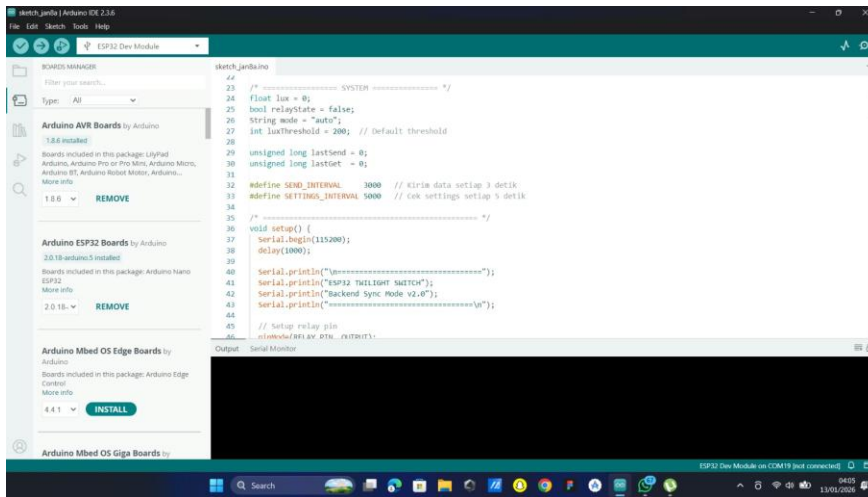 sketch_jan8a | Arduino IDE 2.3.6
File Edit Sketch Tools Help
ESP32 Dev Module
BOARDS MANAGER
Filter your search...
Type: All
Arduino AVR Boards by Arduino
1.8.6 installed
Boards included in this package: LilyPad
Arduino, Arduino Pro or Pro Mini, Arduino Micro,
Arduino BT, Arduino Robot Motor, Arduino...
More info
1.8.6 REMOVE
Arduino ESP32 Boards by Arduino
2.0.18-arduino.5 installed
Boards included in this package: Arduino Nano
ESP32
More info
2.0.18- REMOVE
Arduino Mbed OS Edge Boards by
Arduino
Boards included in this package: Arduino Edge
Control
More info
4.4.1 INSTALL
Arduino Mbed OS Giga Boards by
sketch_jan8a.ino
22
23 /* ================= SYSTEM =============== */
24 float lux = 0;
25 bool relayState = false;
26 String mode = "auto";
27 int luxThreshold = 200; // Default threshold
28
29 unsigned long lastSend = 0;
30 unsigned long lastGet = 0;
31
32 #define SEND_INTERVAL 3000 // Kirim data setiap 3 detik
33 #define SETTINGS_INTERVAL 5000 // Cek settings setiap 5 detik
34
35 /* ================================================= */
36 void setup() {
37 Serial.begin(115200);
38 delay(1000);
39
40 Serial.println("\n=================================");
41 Serial.println("ESP32 TWILIGHT SWITCH");
42 Serial.println("Backend Sync Mode v2.0");
43 Serial.println("=================================\n");
44
45 // Setup relay pin
46 pinMode(RELAY_PIN, OUTPUT);
Output Serial Monitor
ESP32 Dev Module on COM19 [not connected]
Search
04:05
13/01/2026